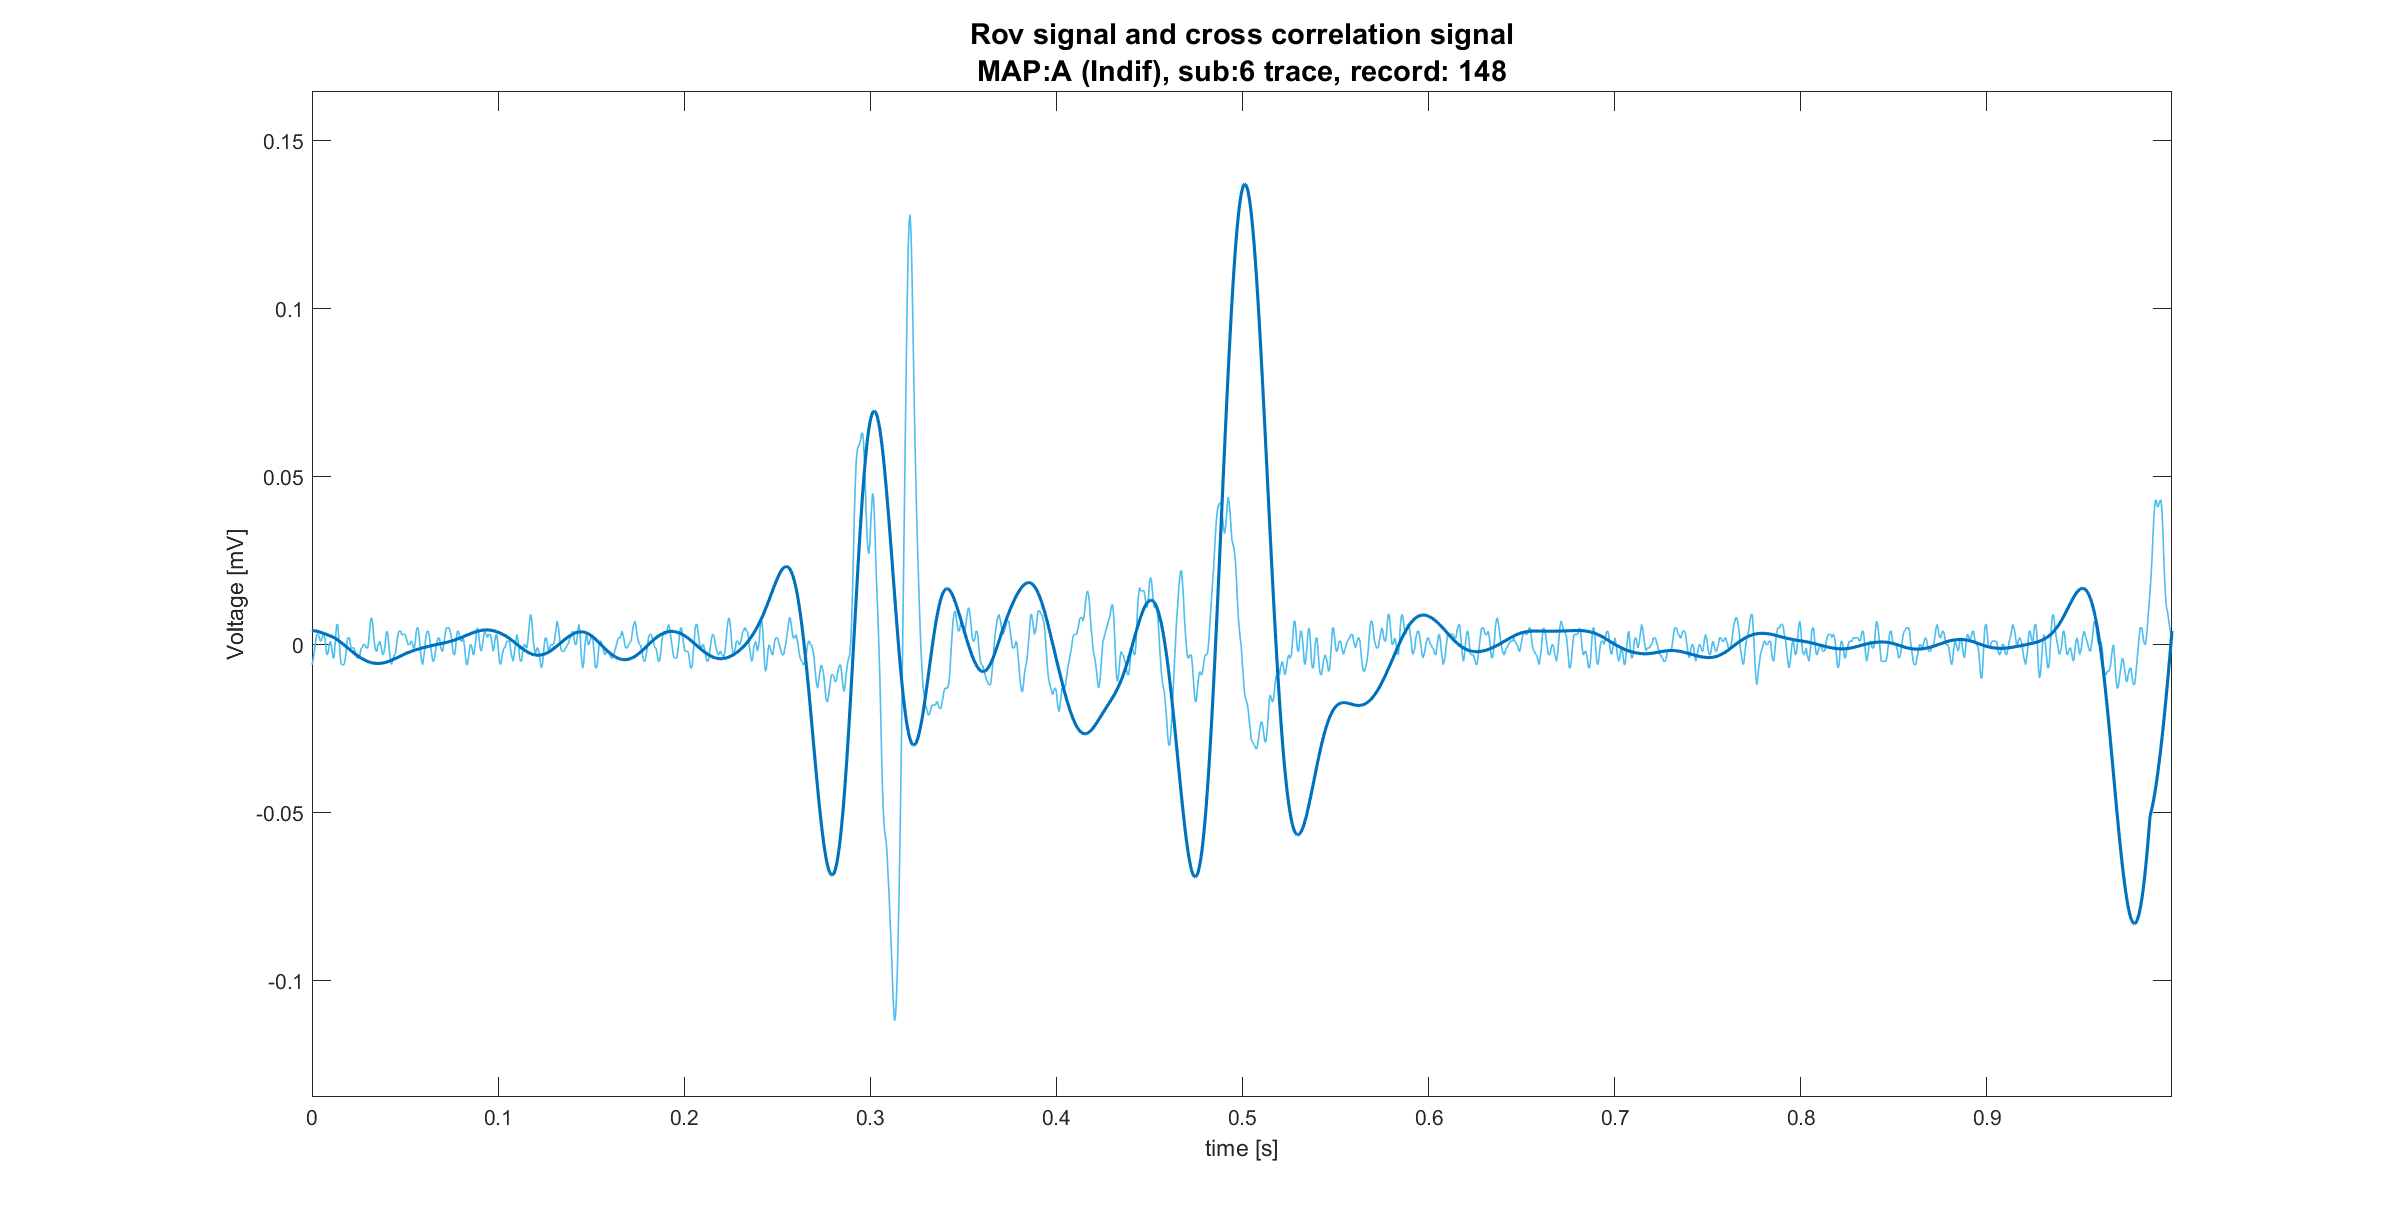 Rov signal and cross correlation signal
MAP:A (Indif), sub:6 trace, record: 148
0.15
0.1
0.05
0
-0.05
-0.1
Voltage [mV]
0 0.1 0.2 0.3 0.4 0.5 0.6 0.7 0.8 0.9
time [s]